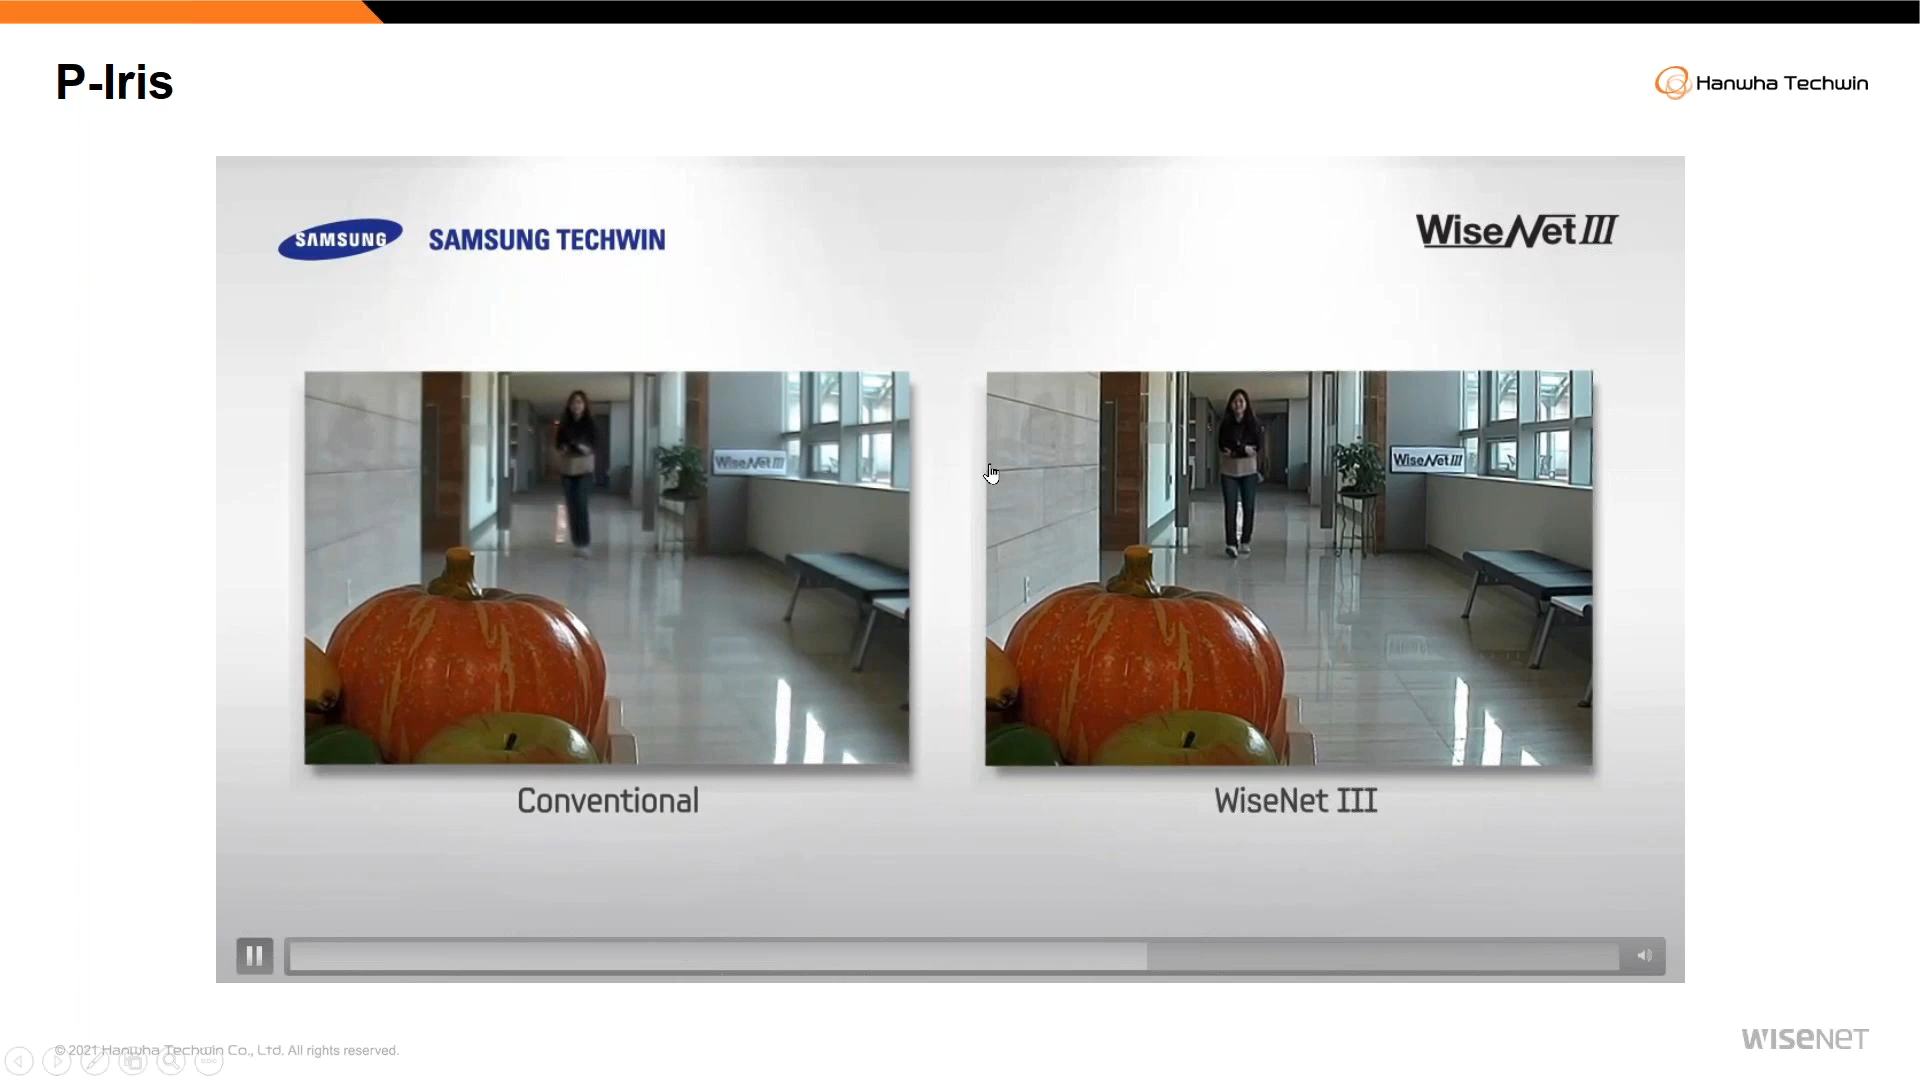 P-Iris
Hanwha Techwin
SAMSUNG SAMSUNG TECHWIN
WiseNet III
WiseNet III
WiseNet III
Conventional
WiseNet III
© 2021 Hanwha Techwin Co., Ltd. All rights reserved.
WISENET